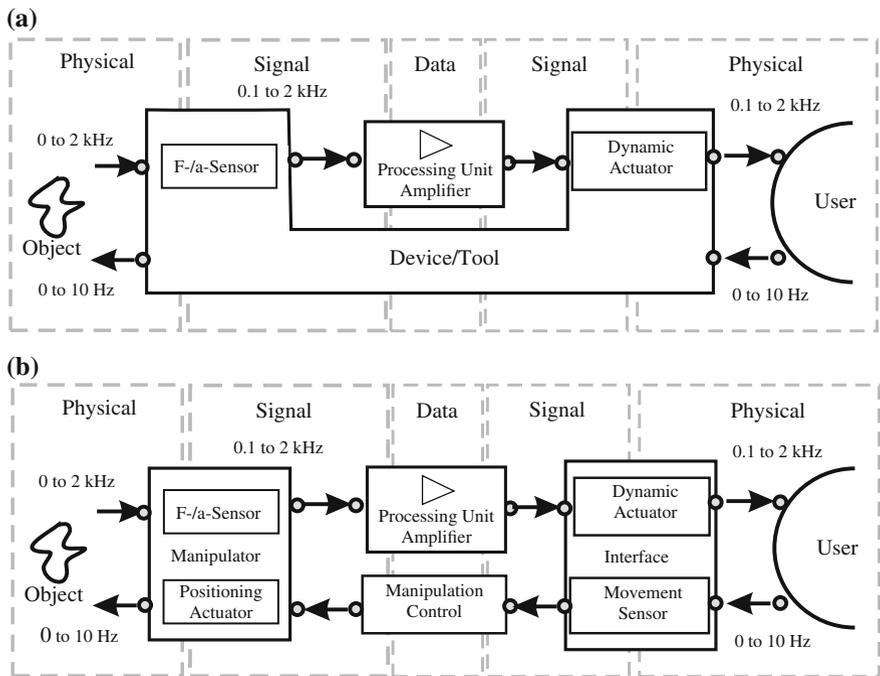 (a)
Physical
Signal
Data
Signal
Physical
0.1 to 2 kHz
0.1 to 2 kHz
0 to 2 kHz
F-/a-Sensor
Processing Unit
Amplifier
Dynamic
Actuator
User
Object
Device/Tool
0 to 10 Hz
0 to 10 Hz
(b)
Physical
Signal
Data
Signal
Physical
0.1 to 2 kHz
0.1 to 2 kHz
0 to 2 kHz
F-/a-Sensor
Processing Unit
Amplifier
Dynamic
Actuator
Manipulator
Interface
User
Object
Positioning
Actuator
Manipulation
Control
Movement
Sensor
0 to 10 Hz
0 to 10 Hz